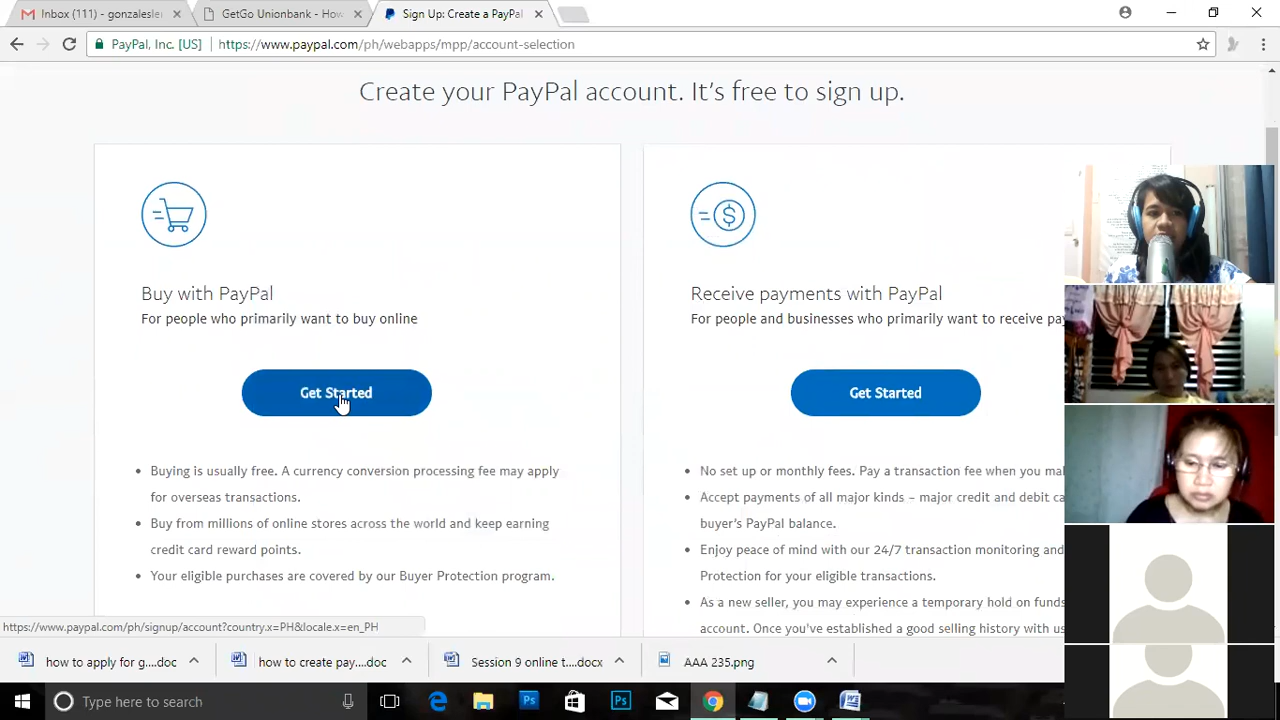 Inbox (111) - gonzalesler
GetGo Unionbank - How
Sign Up: Create a PayPal
PayPal, Inc. [US]
https://www.paypal.com/ph/webapps/mpp/account-selection
Create your PayPal account. It's free to sign up.
Buy with PayPal
For people who primarily want to buy online
Get Started
Buying is usually free. A currency conversion processing fee may apply
for overseas transactions.
Buy from millions of online stores across the world and keep earning
credit card reward points.
Your eligible purchases are covered by our Buyer Protection program.
Receive payments with PayPal
For people and businesses who primarily want to receive pay
Get Started
No set up or monthly fees. Pay a transaction fee when you mak
Accept payments of all major kinds – major credit and debit ca
buyer's PayPal balance.
Enjoy peace of mind with our 24/7 transaction monitoring and
Protection for your eligible transactions.
As a new seller, you may experience a temporary hold on funds
account. Once you've established a good selling history with us
https://www.paypal.com/ph/signup/account?country.x=PH&locale.x=en_PH
how to apply for g....doc
how to create pay....doc
Session 9 online t....docx
AAA 235.png
Type here to search